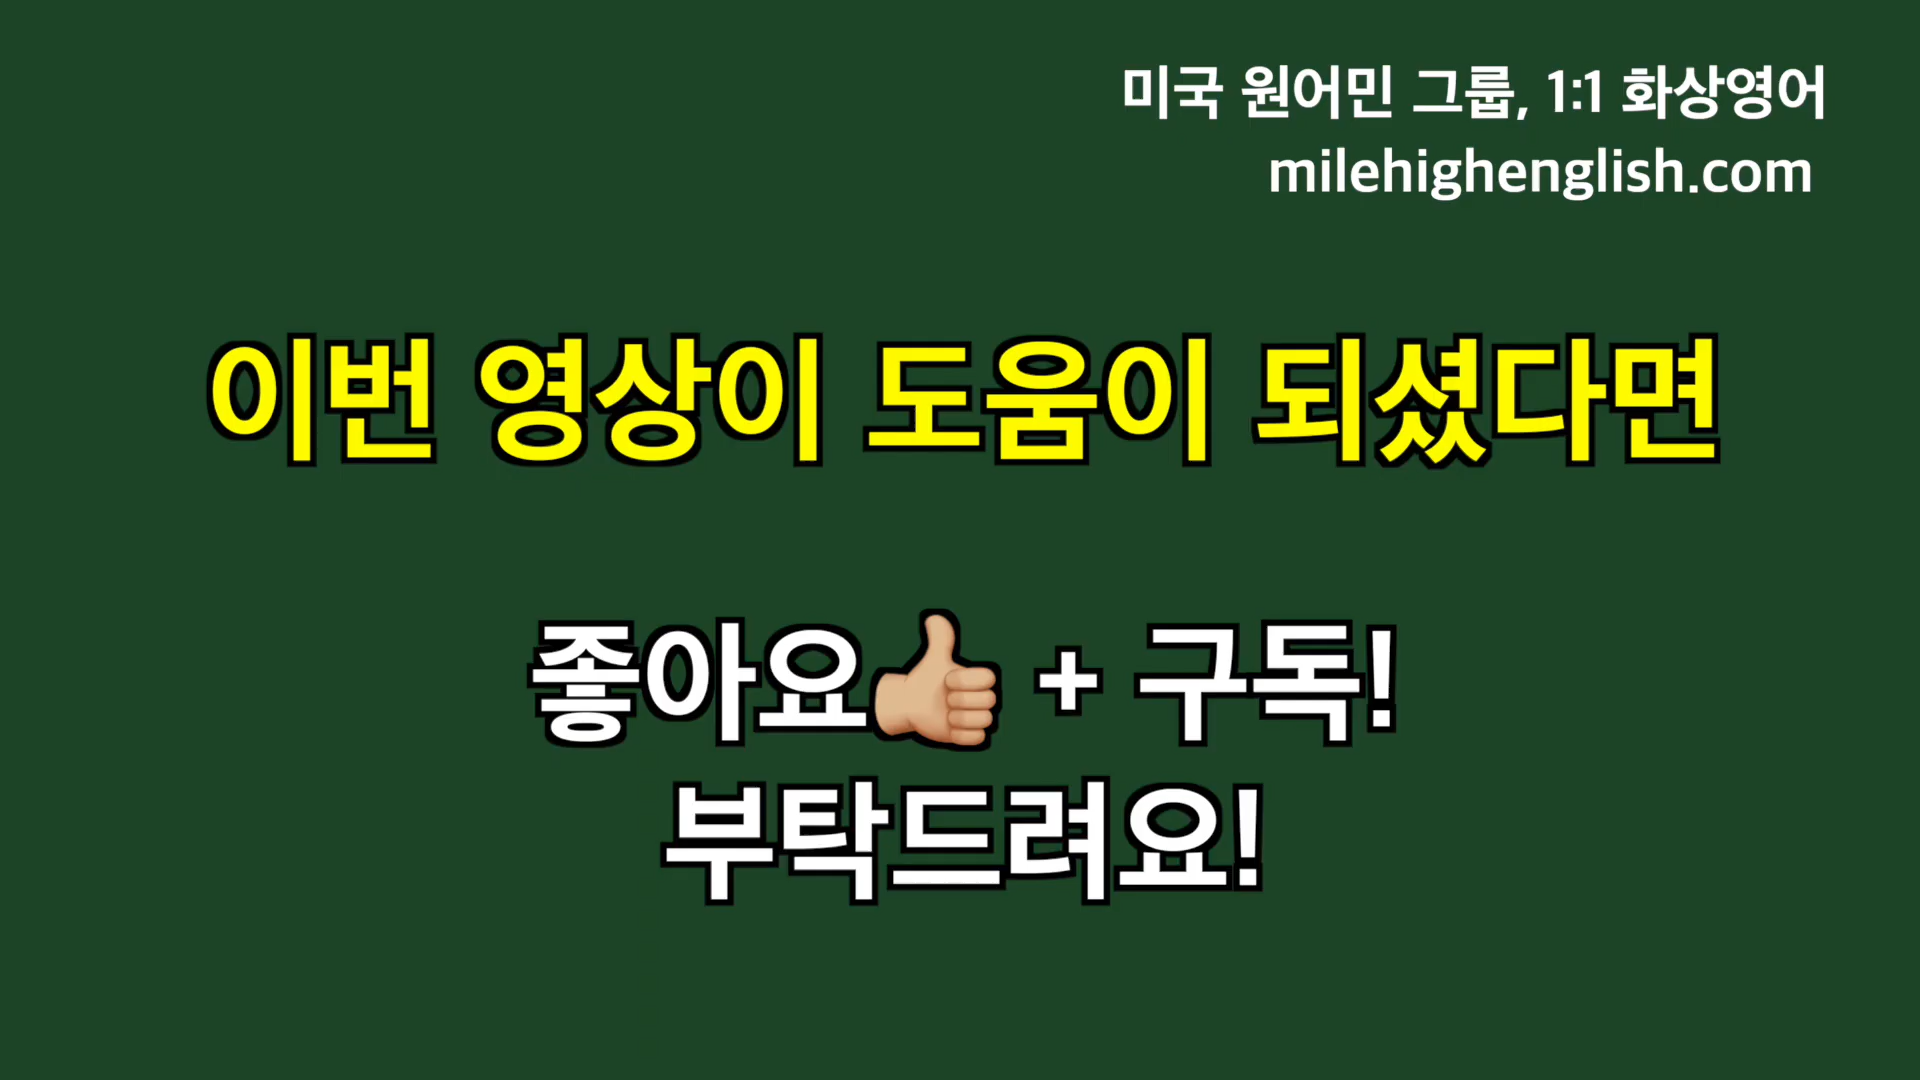 미국 원어민 그룹, 1:1 화상영어
milehighenglish.com
이번 영상이 도움이 되셨다면
좋아요👍🏼 + 구독!
부탁드려요!